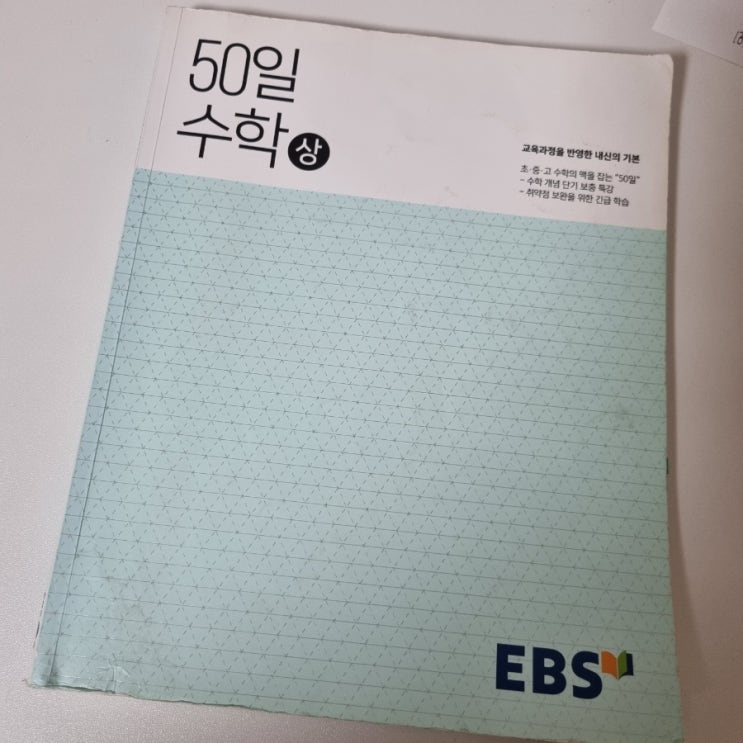 50일
수학 상
교육과정을 반영한 내신의 기본
초·중·고 수학의 맥을 잡는 "50일"
~ 수학 개념 단기 보충 특강
~ 취약점 보완을 위한 긴급 학습
EBS